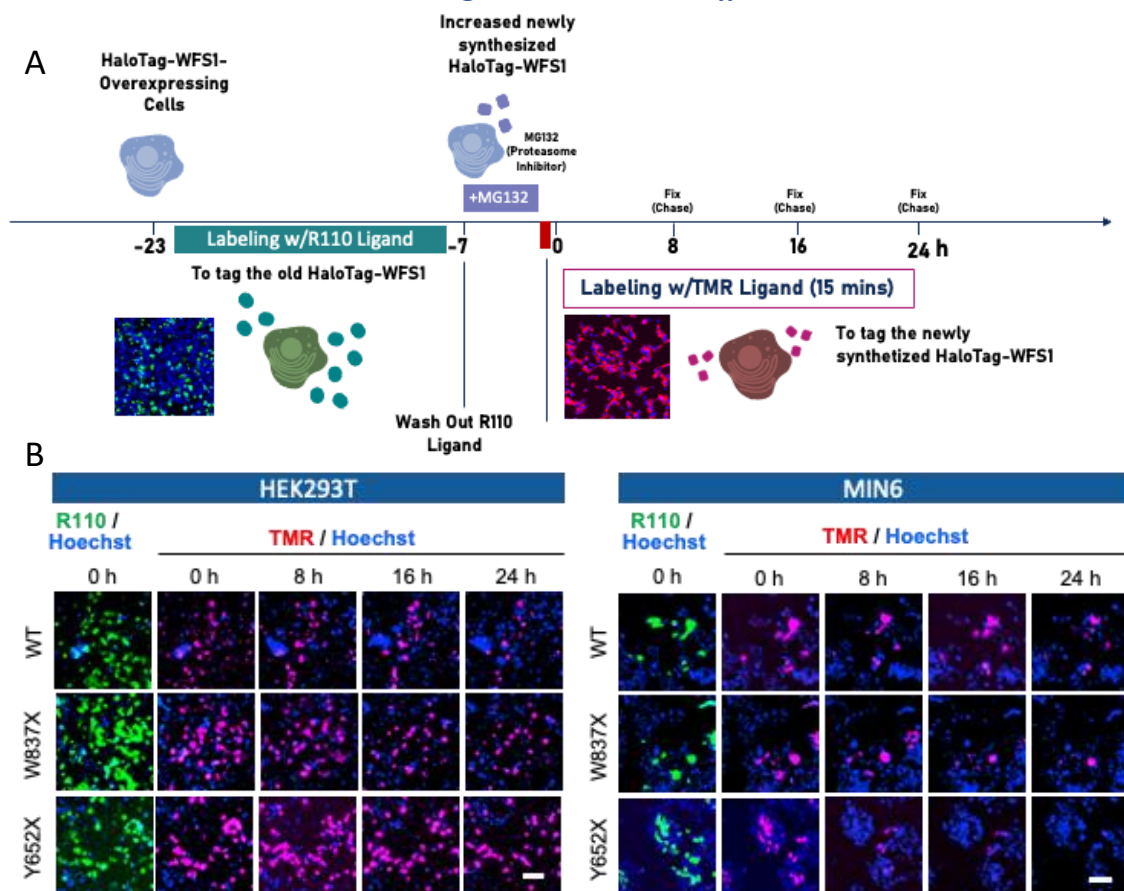 A
HaloTag-WFS1-
Overexpressing
Cells
Increased newly
synthesized
HaloTag-WFS1
MG132
(Proteasome
Inhibitor)
+MG132
Fix
(Chase)
Fix
(Chase)
Fix
(Chase)
-23
Labeling w/R110 Ligand
-7
0
8
16
24 h
To tag the old HaloTag-WFS1
Labeling w/TMR Ligand (15 mins)
To tag the newly
synthetized HaloTag-WFS1
Wash Out R110
Ligand
B
HEK293T
R110 /
Hoechst
TMR / Hoechst
0 h
0 h
8 h
16 h
24 h
WT
W837X
Y652X
MIN6
R110 /
Hoechst
TMR / Hoechst
0 h
0 h
8 h
16 h
24 h
WT
W837X
Y652X